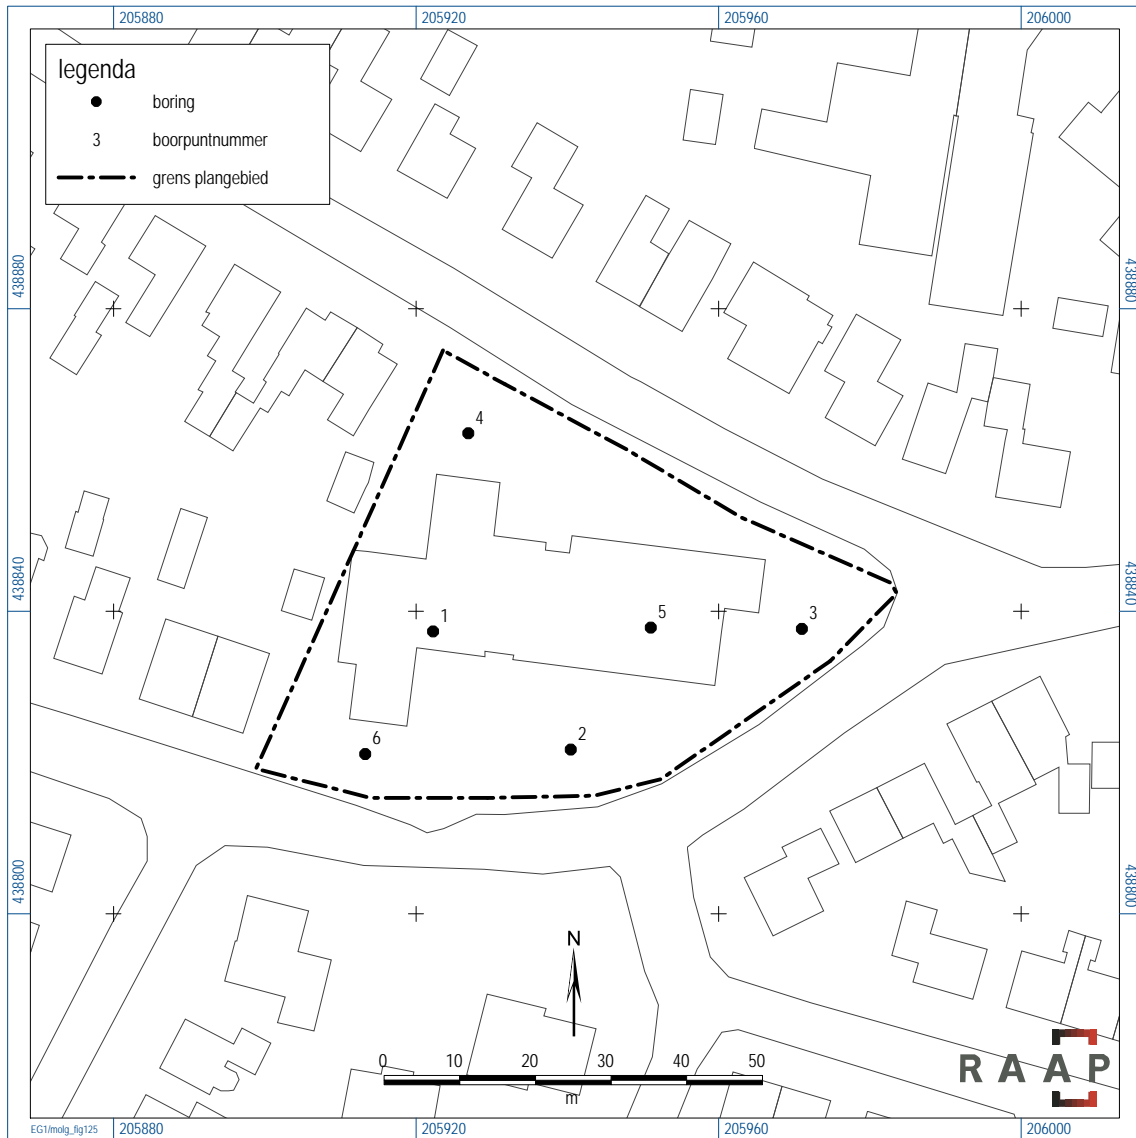 205880 205920 205960 206000
legenda
boring
3 boorpuntnummer
grens plangebied
438880 438880
4
438840 438840
1 5 3
6 2
438800 438800
N
0 10 20 30 40 50
m
RAAP
EG1/molg_fig125
205880 205920 205960 206000